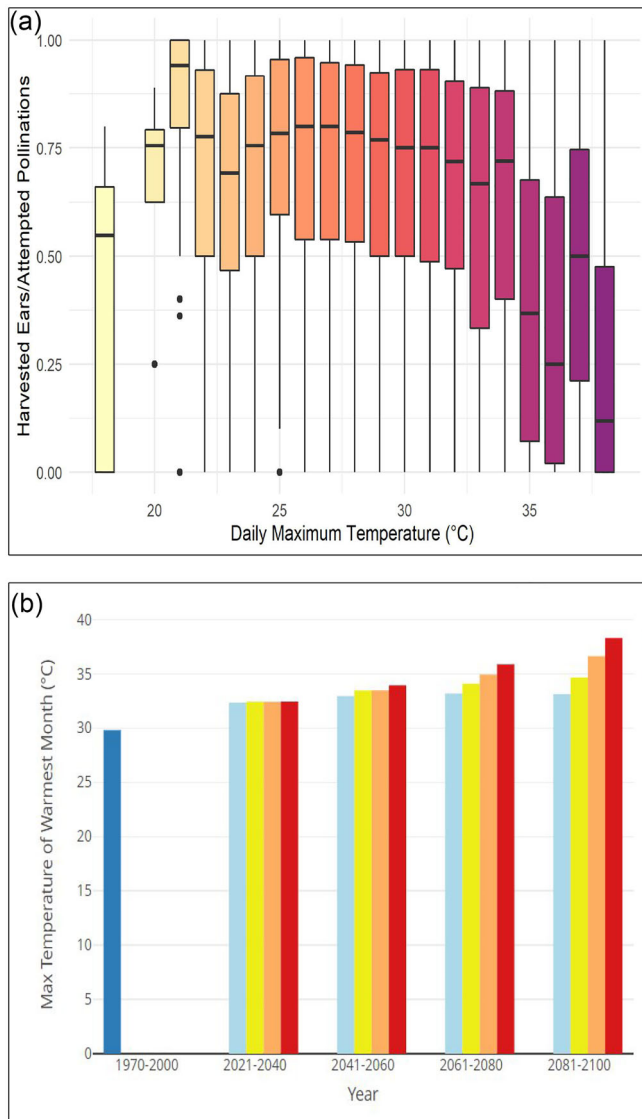 (a)
1.00
0.75
0.50
0.25
0.00
Harvested Ears/Attempted Pollinations
20 25 30 35
Daily Maximum Temperature (°C)
(b)
40
35
30
25
20
15
10
5
0
Max Temperature of Warmest Month (°C)
1970-2000 2021-2040 2041-2060 2061-2080 2081-2100
Year